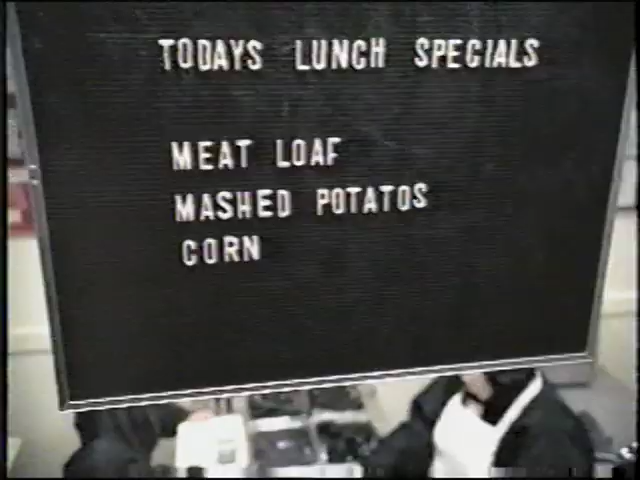 TODAYS LUNCH SPECIALS
MEAT LOAF
MASHED POTATOS
CORN